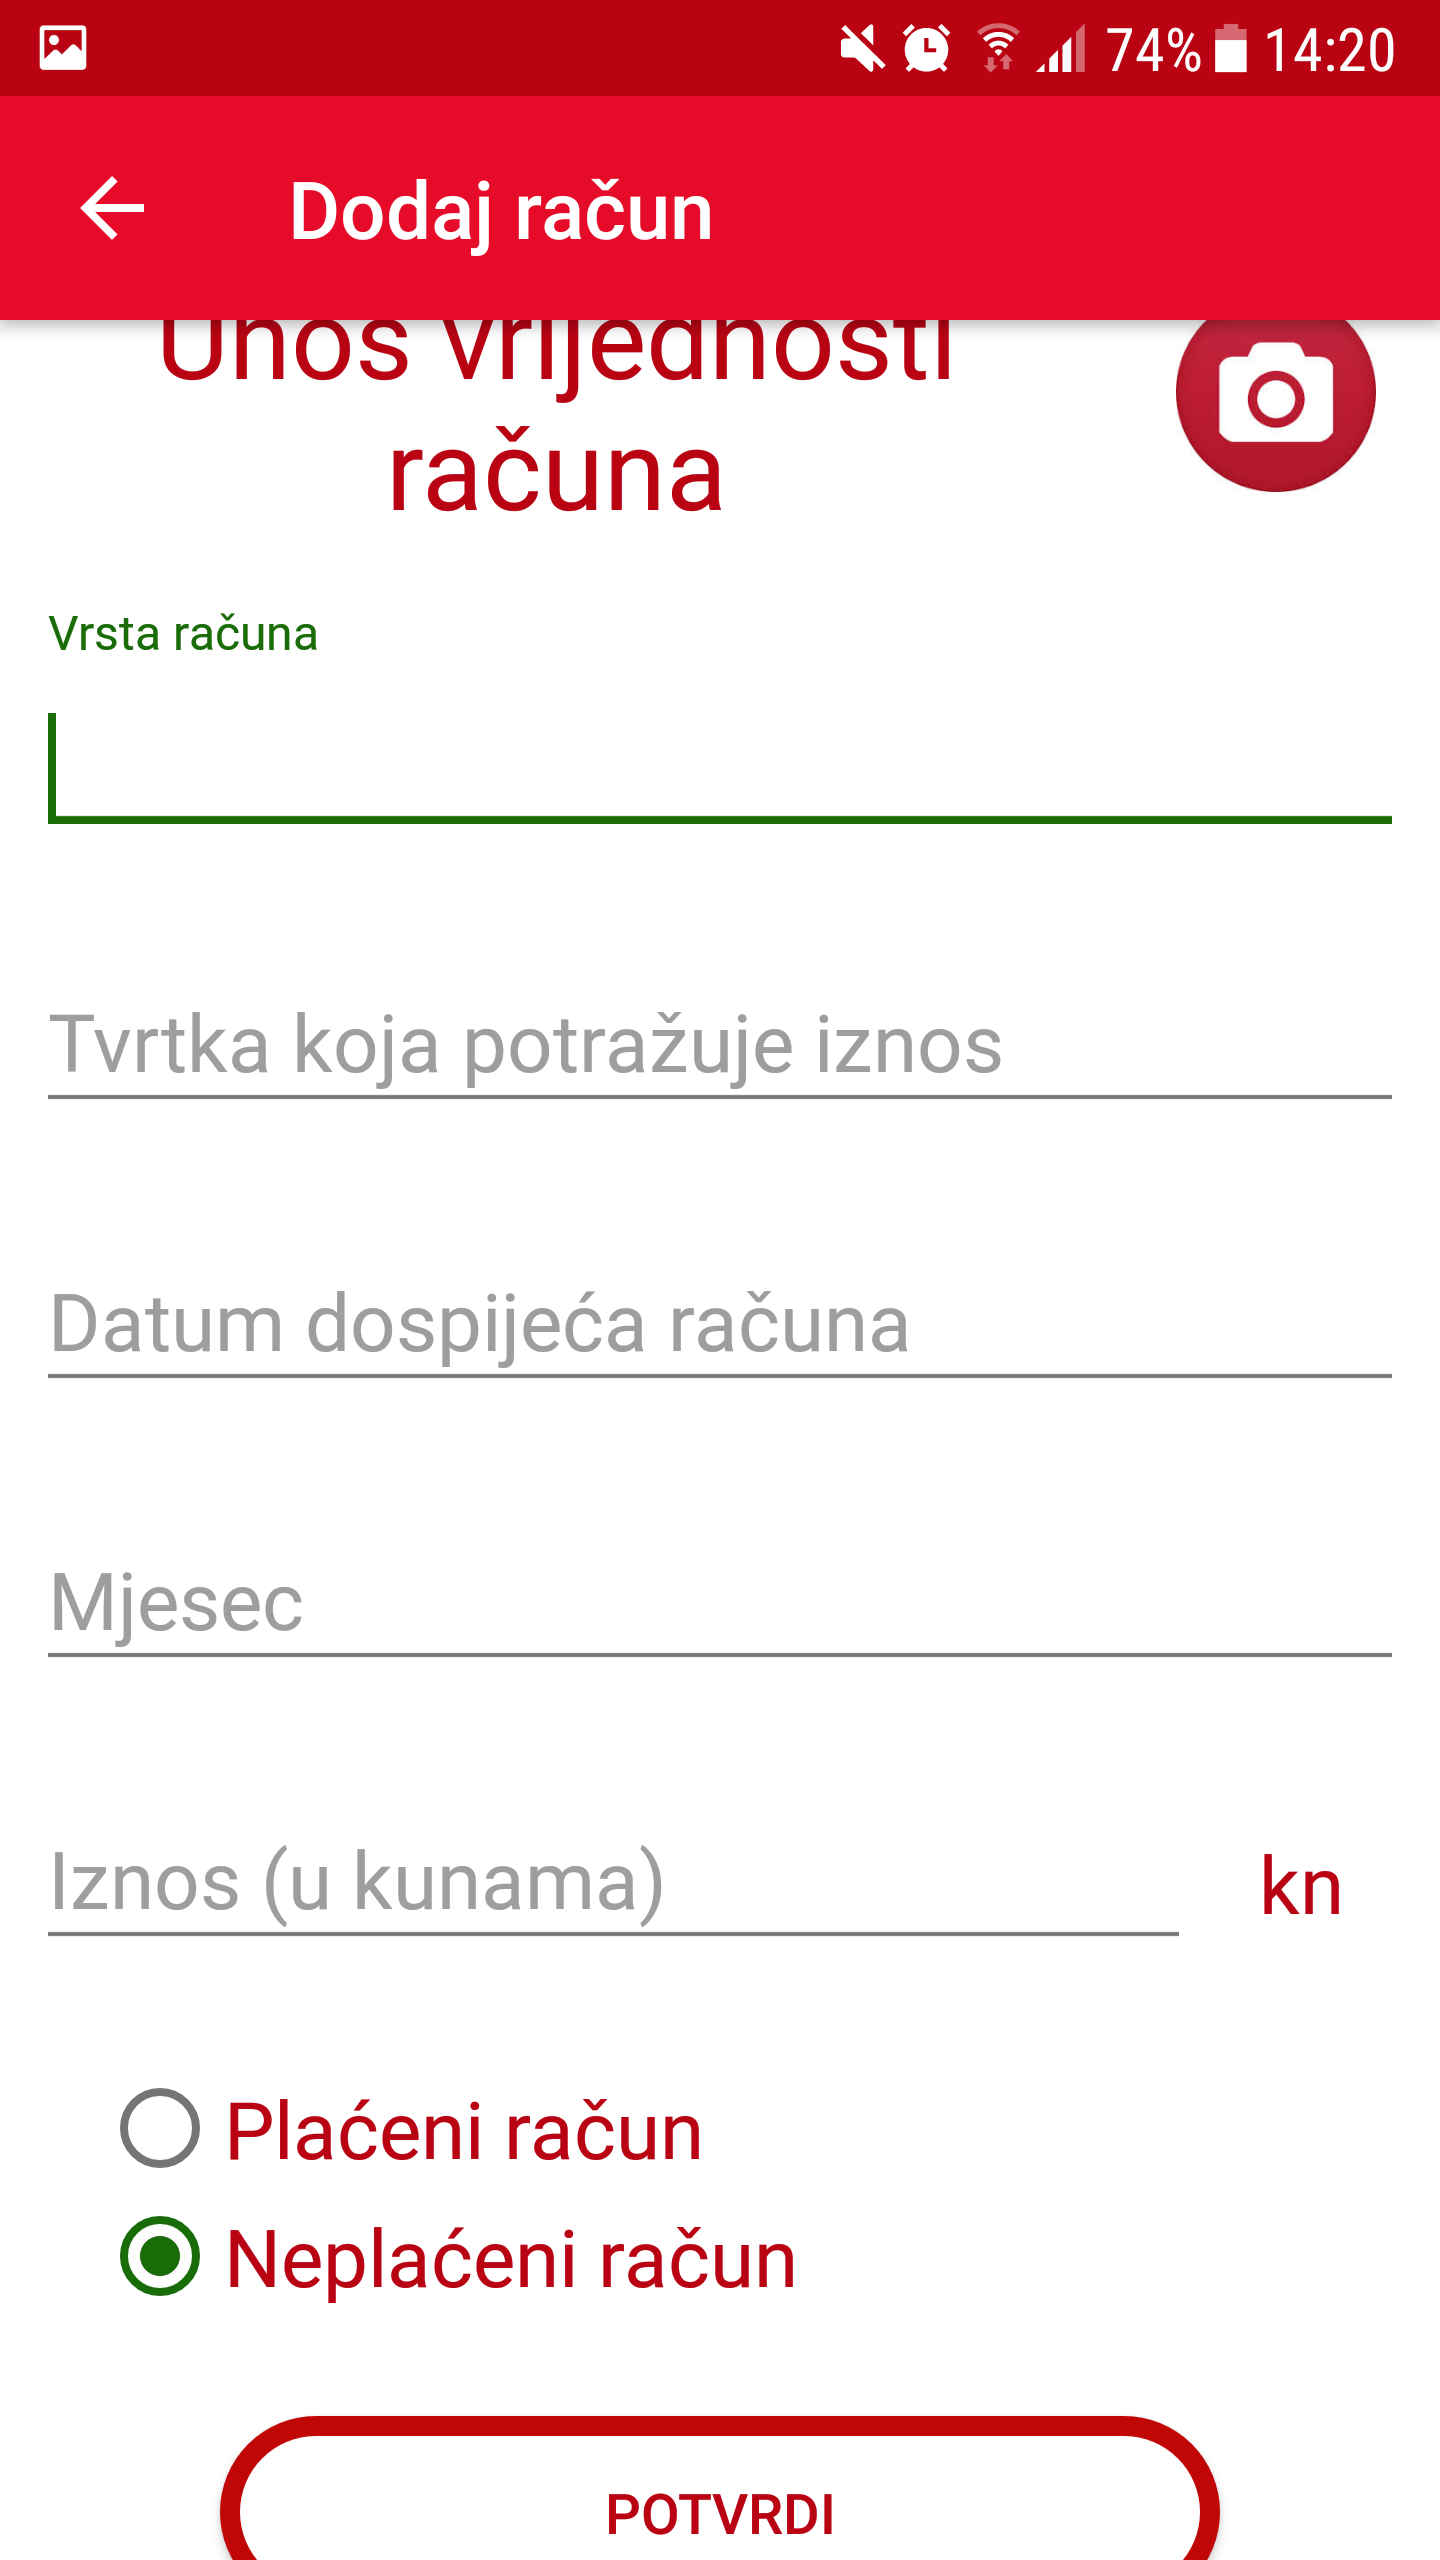 74% 14:20
Dodaj račun
Unos vrijednosti
računa
Vrsta računa
Tvrtka koja potražuje iznos
Datum dospijeća računa
Mjesec
Iznos (u kunama)
kn
Plaćeni račun
Neplaćeni račun
POTVRDI